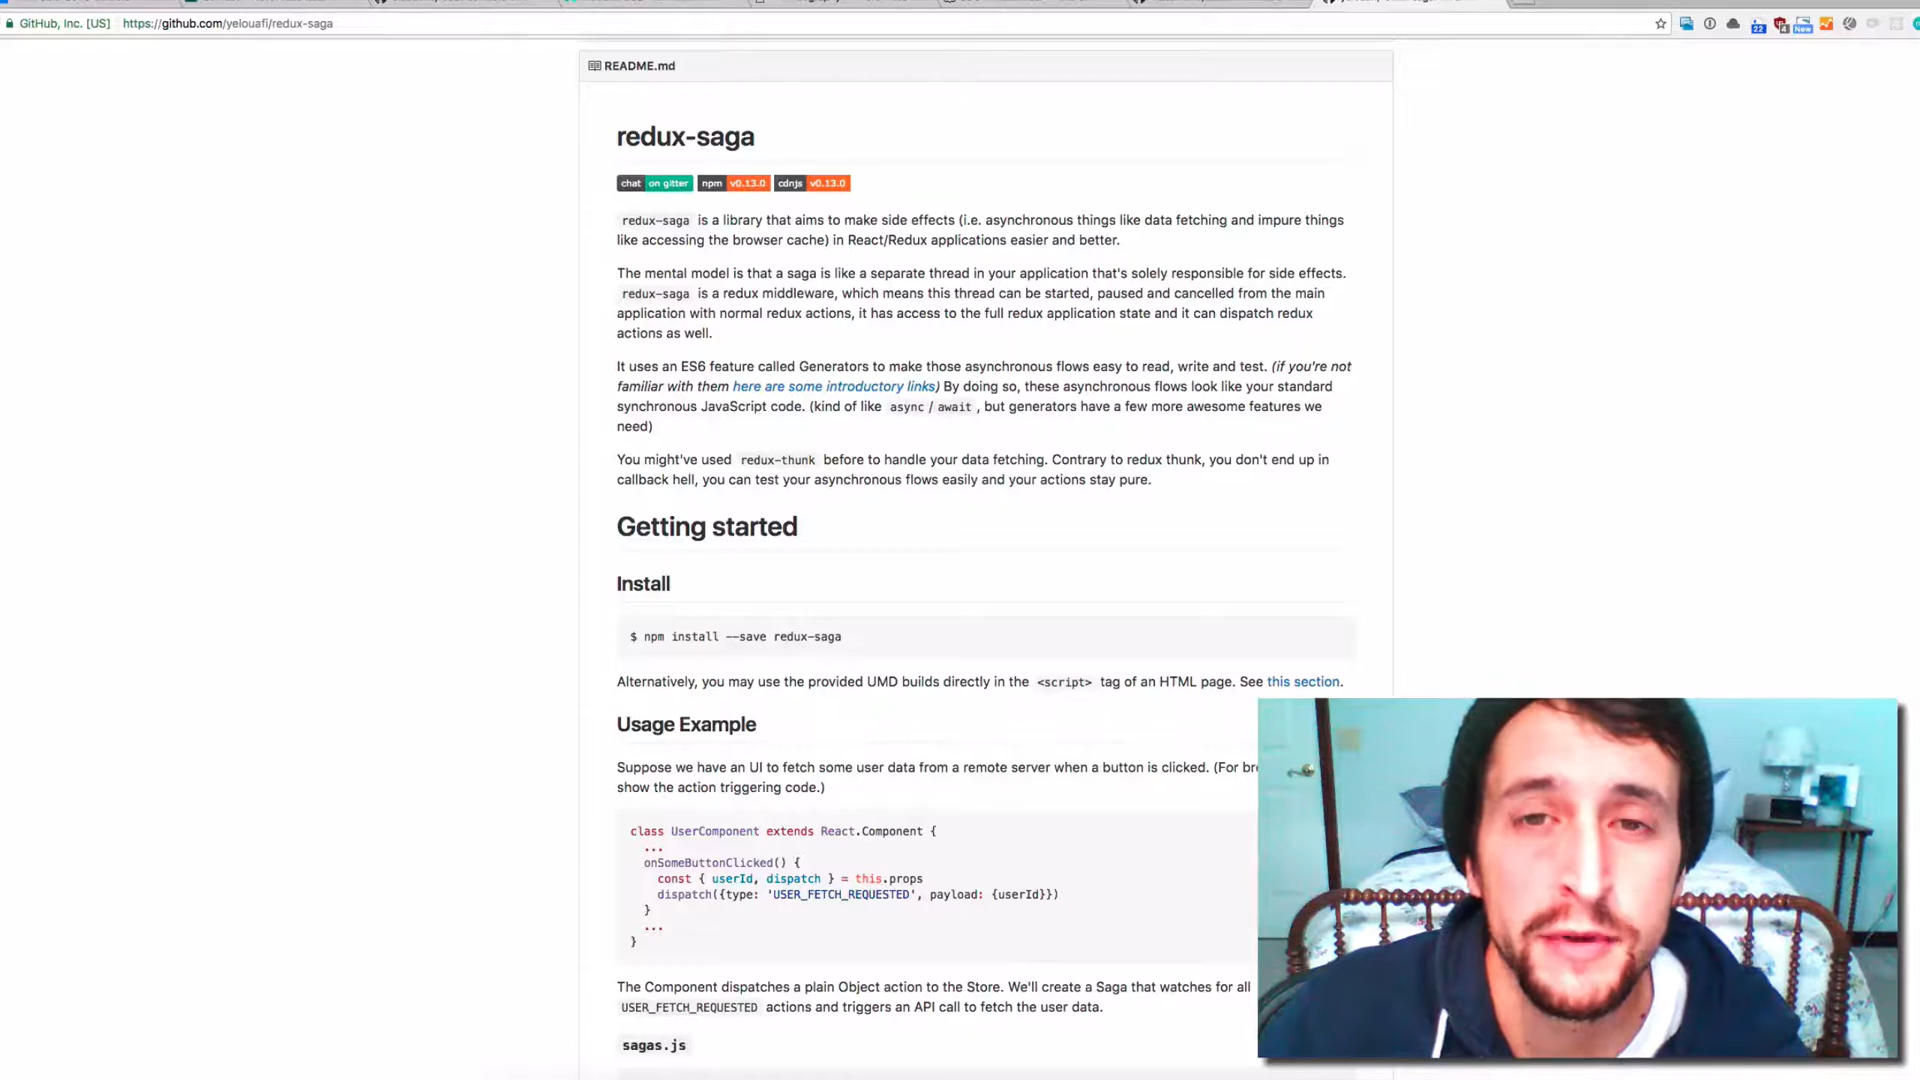 GitHub, Inc. [US] https://github.com/yelouafi/redux-saga
22 4 New
README.md
redux-saga
chat on gitter npm v0.13.0 cdnjs v0.13.0
redux-saga is a library that aims to make side effects (i.e. asynchronous things like data fetching and impure things
like accessing the browser cache) in React/Redux applications easier and better.
The mental model is that a saga is like a separate thread in your application that's solely responsible for side effects.
redux-saga is a redux middleware, which means this thread can be started, paused and cancelled from the main
application with normal redux actions, it has access to the full redux application state and it can dispatch redux
actions as well.
It uses an ES6 feature called Generators to make those asynchronous flows easy to read, write and test. (if you're not
familiar with them here are some introductory links) By doing so, these asynchronous flows look like your standard
synchronous JavaScript code. (kind of like async / await , but generators have a few more awesome features we
need)
You might've used redux-thunk before to handle your data fetching. Contrary to redux thunk, you don't end up in
callback hell, you can test your asynchronous flows easily and your actions stay pure.
Getting started
Install
$ npm install --save redux-saga
Alternatively, you may use the provided UMD builds directly in the <script> tag of an HTML page. See this section.
Usage Example
Suppose we have an UI to fetch some user data from a remote server when a button is clicked. (For
show the action triggering code.)
class UserComponent extends React.Component {
...
onSomeButtonClicked() {
const { userId, dispatch } = this.props
dispatch({type: 'USER_FETCH_REQUESTED', payload: {userId}})
}
...
}
The Component dispatches a plain Object action to the Store. We'll create a Saga that watches for all
USER_FETCH_REQUESTED actions and triggers an API call to fetch the user data.
sagas.js